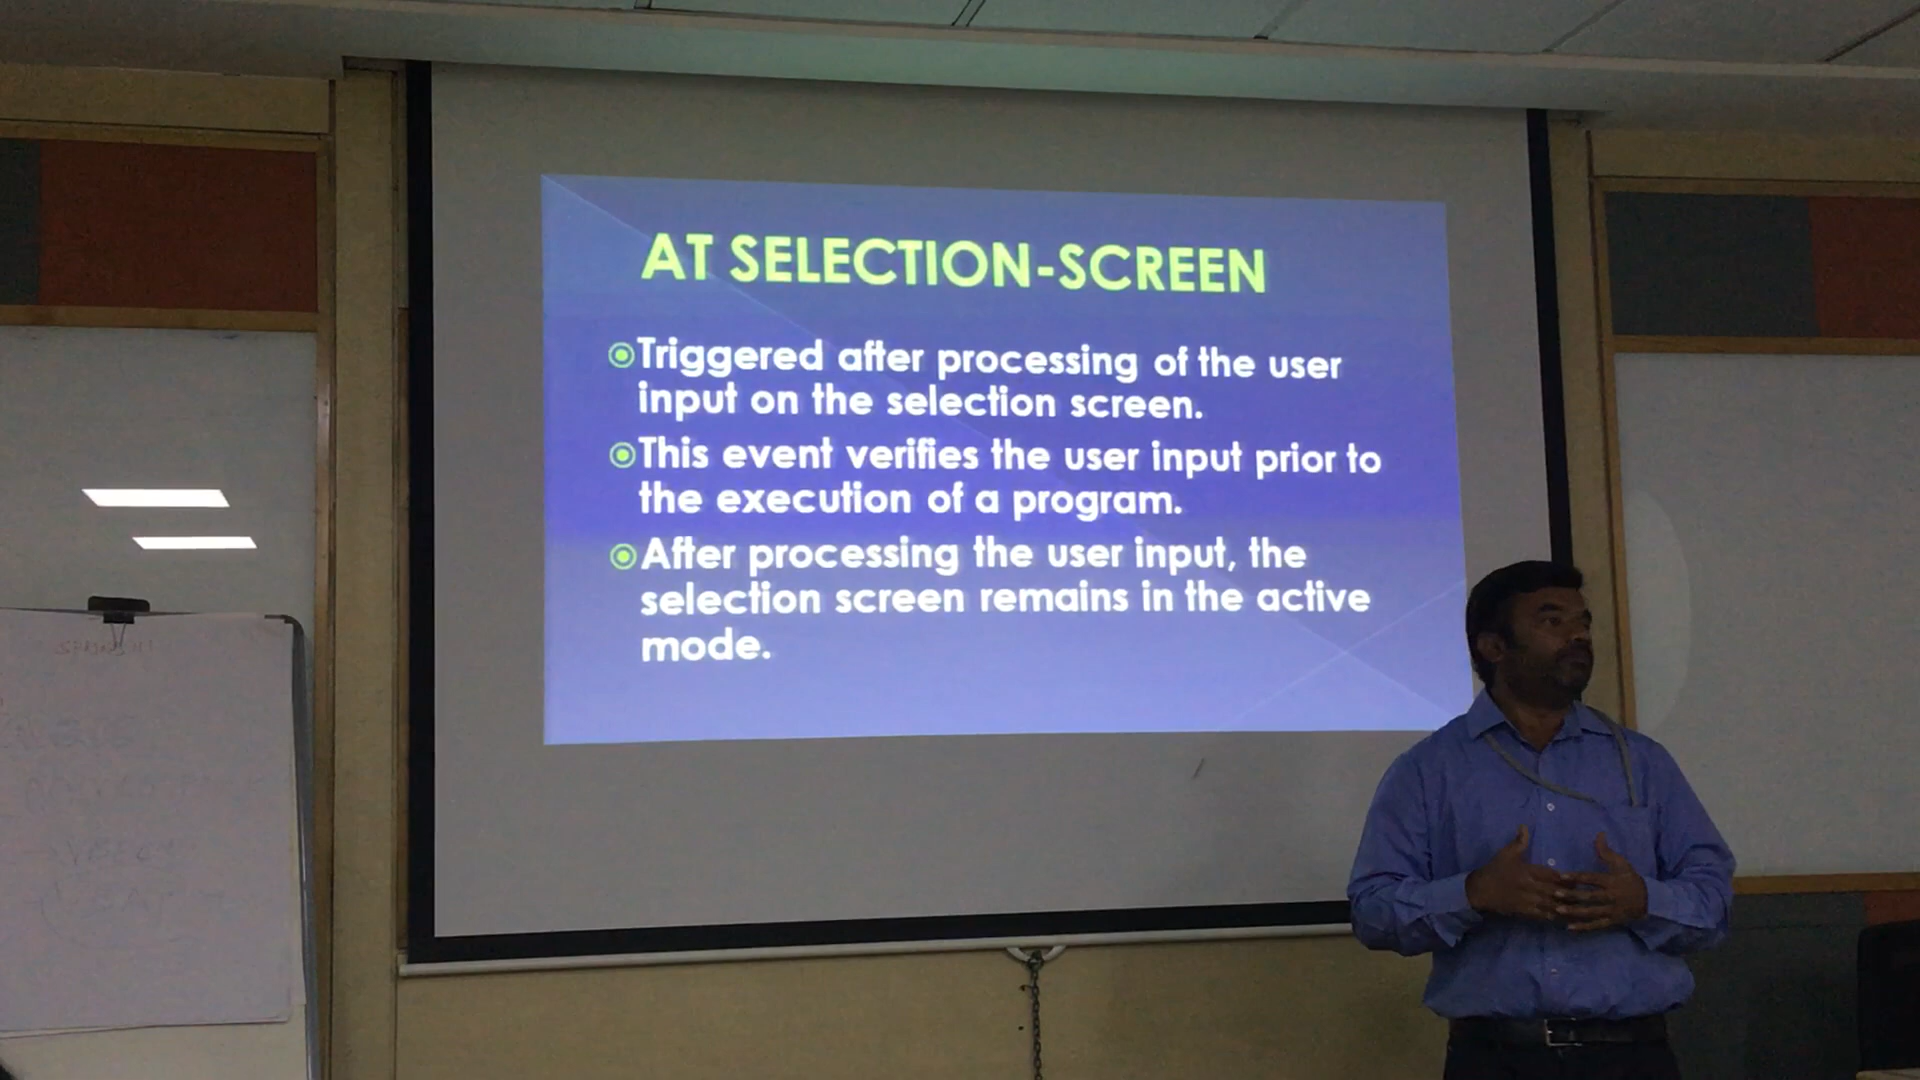 AT SELECTION-SCREEN
Triggered after processing of the user
input on the selection screen.
This event verifies the user input prior to
the execution of a program.
After processing the user input, the
selection screen remains in the active
mode.